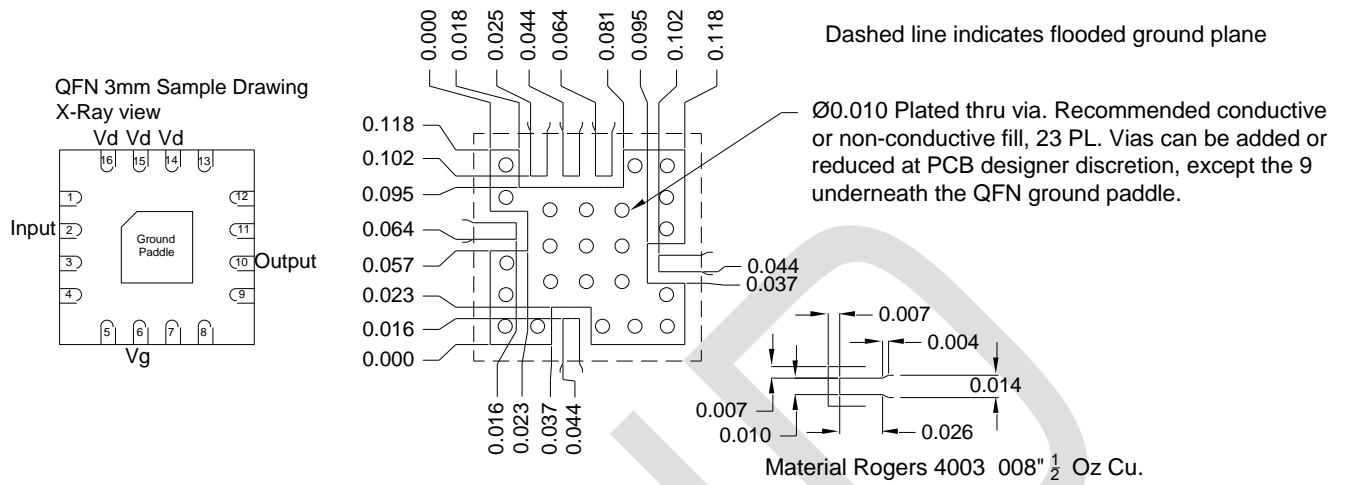 QFN 3mm Sample Drawing
X-Ray view
Vd Vd Vd
16 15 14 13
1
Input 2
3
4
12
11
10 Output
9
Ground
Paddle
5 6 7 8
Vg
0.000
0.018
0.025
0.044
0.064
0.081
0.095
0.102
0.118
0.118
0.102
0.095
0.064
0.057
0.023
0.016
0.000
0.016
0.023
0.037
0.044
0.044
0.037
Dashed line indicates flooded ground plane
Ø0.010 Plated thru via. Recommended conductive
or non-conductive fill, 23 PL. Vias can be added or
reduced at PCB designer discretion, except the 9
underneath the QFN ground paddle.
0.007
0.004
0.014
0.007
0.010
0.026
Material Rogers 4003 008" 1/2 Oz Cu.